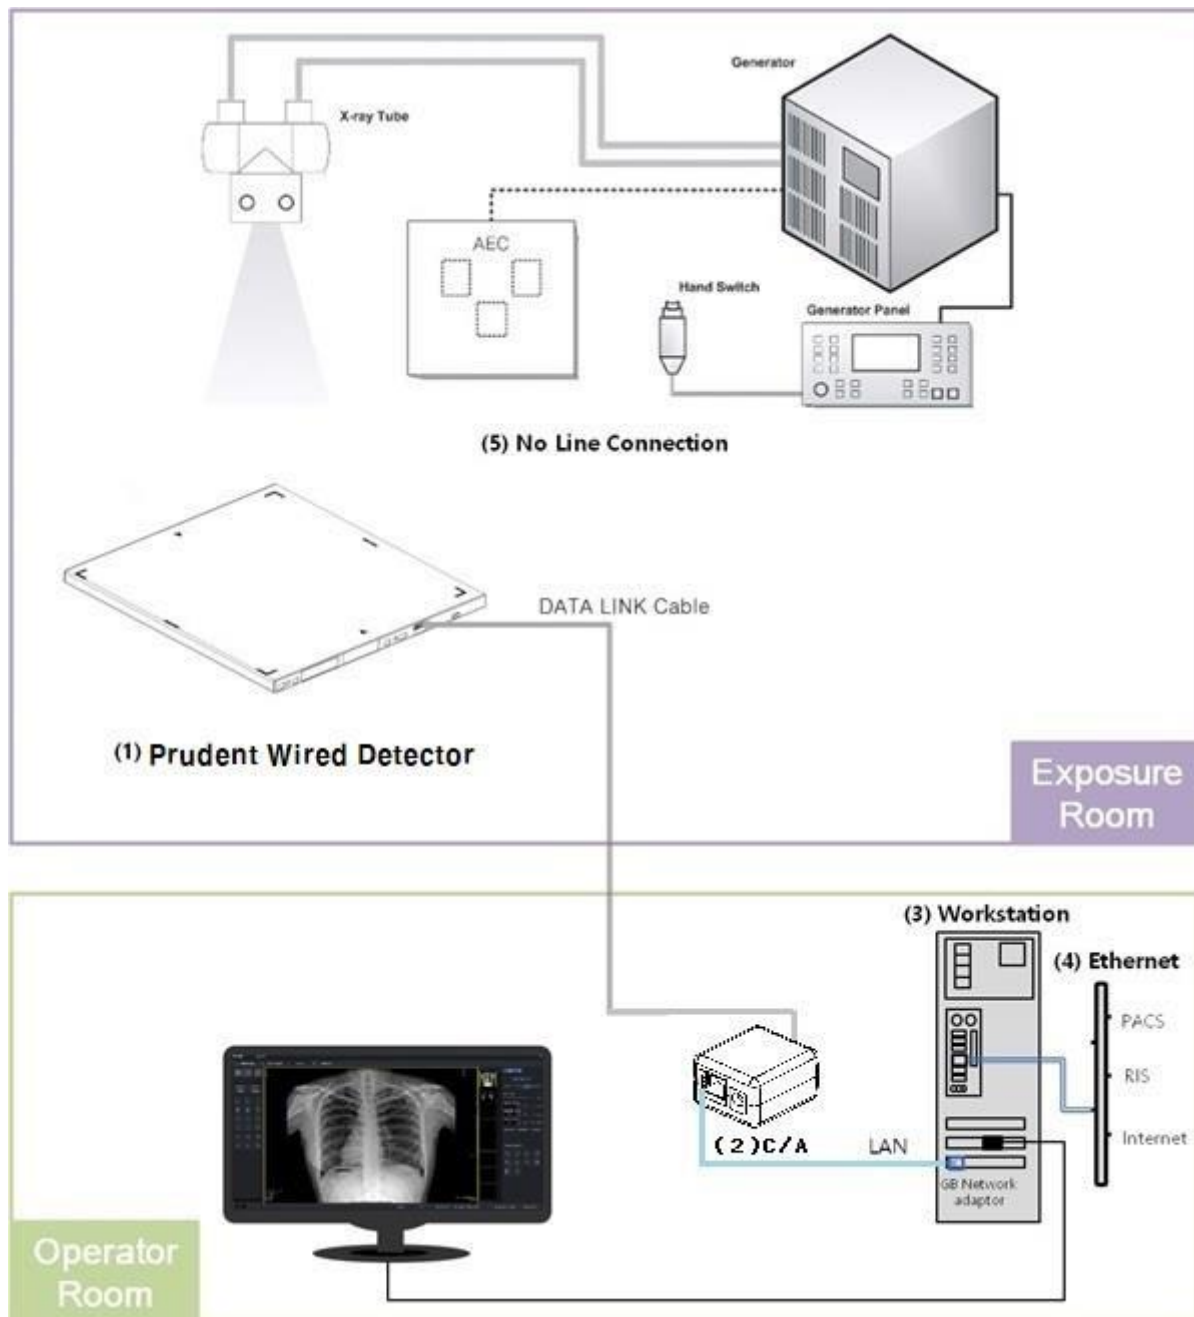 Generator
X-ray Tube
AEC
Hand Switch
Generator Panel
(5) No Line Connection
DATA LINK Cable
(1) Prudent Wired Detector
Exposure
Room
(3) Workstation
(4) Ethernet
PACS
RIS
Internet
(2)C/A
LAN
GB Network
adaptor
Operator
Room